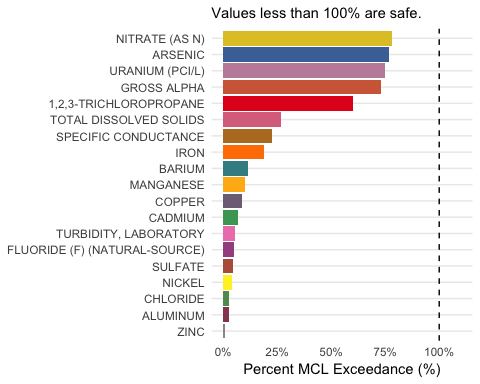 Values less than 100% are safe.
NITRATE (AS N)
ARSENIC
URANIUM (PCI/L)
GROSS ALPHA
1,2,3-TRICHLOROPROPANE
TOTAL DISSOLVED SOLIDS
SPECIFIC CONDUCTANCE
IRON
BARIUM
MANGANESE
COPPER
CADMIUM
TURBIDITY, LABORATORY
FLUORIDE (F) (NATURAL-SOURCE)
SULFATE
NICKEL
CHLORIDE
ALUMINUM
ZINC
0% 25% 50% 75% 100%
Percent MCL Exceedance (%)